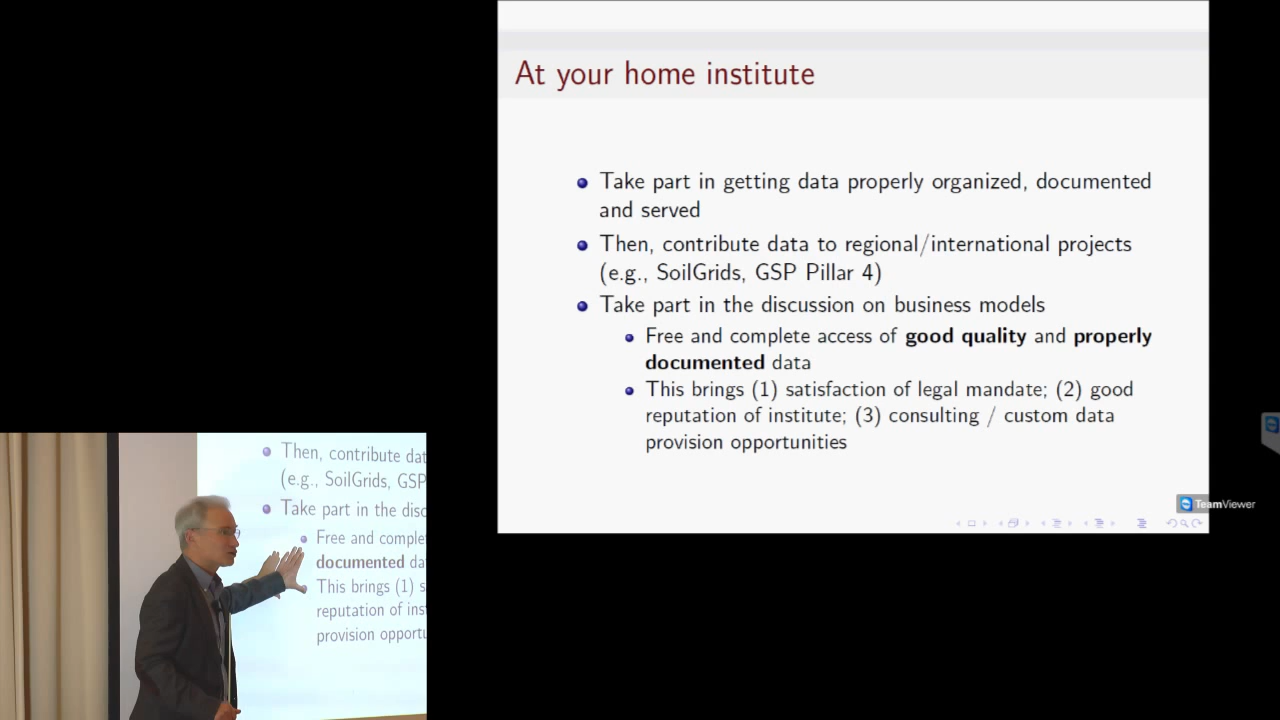 At your home institute
Take part in getting data properly organized, documented
and served
Then, contribute data to regional/international projects
(e.g., SoilGrids, GSP Pillar 4)
Take part in the discussion on business models
Free and complete access of good quality and properly
documented data
This brings (1) satisfaction of legal mandate; (2) good
reputation of institute; (3) consulting / custom data
provision opportunities
TeamViewer
Then, contribute dat
(e.g., SoilGrids, GSP
Take part in the disc
Free and comple
documented da
This brings (1) s
reputation of ins
provision opportu